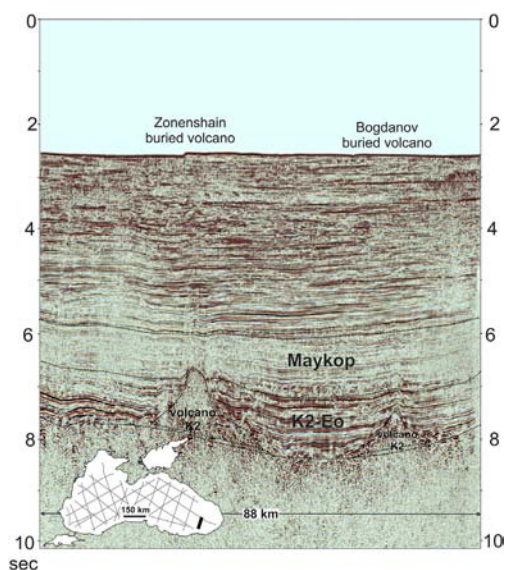 0
0
Zonenshain
buried volcano
Bogdanov
buried volcano
2
2
4
4
6
6
Maykop
volcano
K2
K2-Eo
volcano
K2
8
8
150 km
88 km
10
10
sec